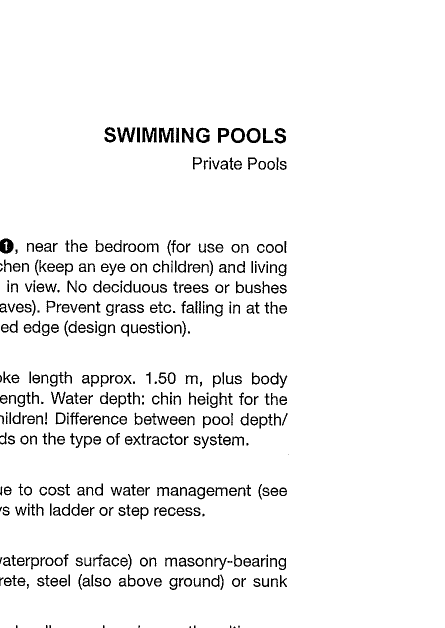 SWIMMING POOLS
Private Pools
❶, near the bedroom (for use on cool
chen (keep an eye on children) and living
in view. No deciduous trees or bushes
aves). Prevent grass etc. falling in at the
ed edge (design question).
oke length approx. 1.50 m, plus body
ength. Water depth: chin height for the
hildren! Difference between pool depth/
ds on the type of extractor system.
ue to cost and water management (see
s with ladder or step recess.
waterproof surface) on masonry-bearing
rete, steel (also above ground) or sunk